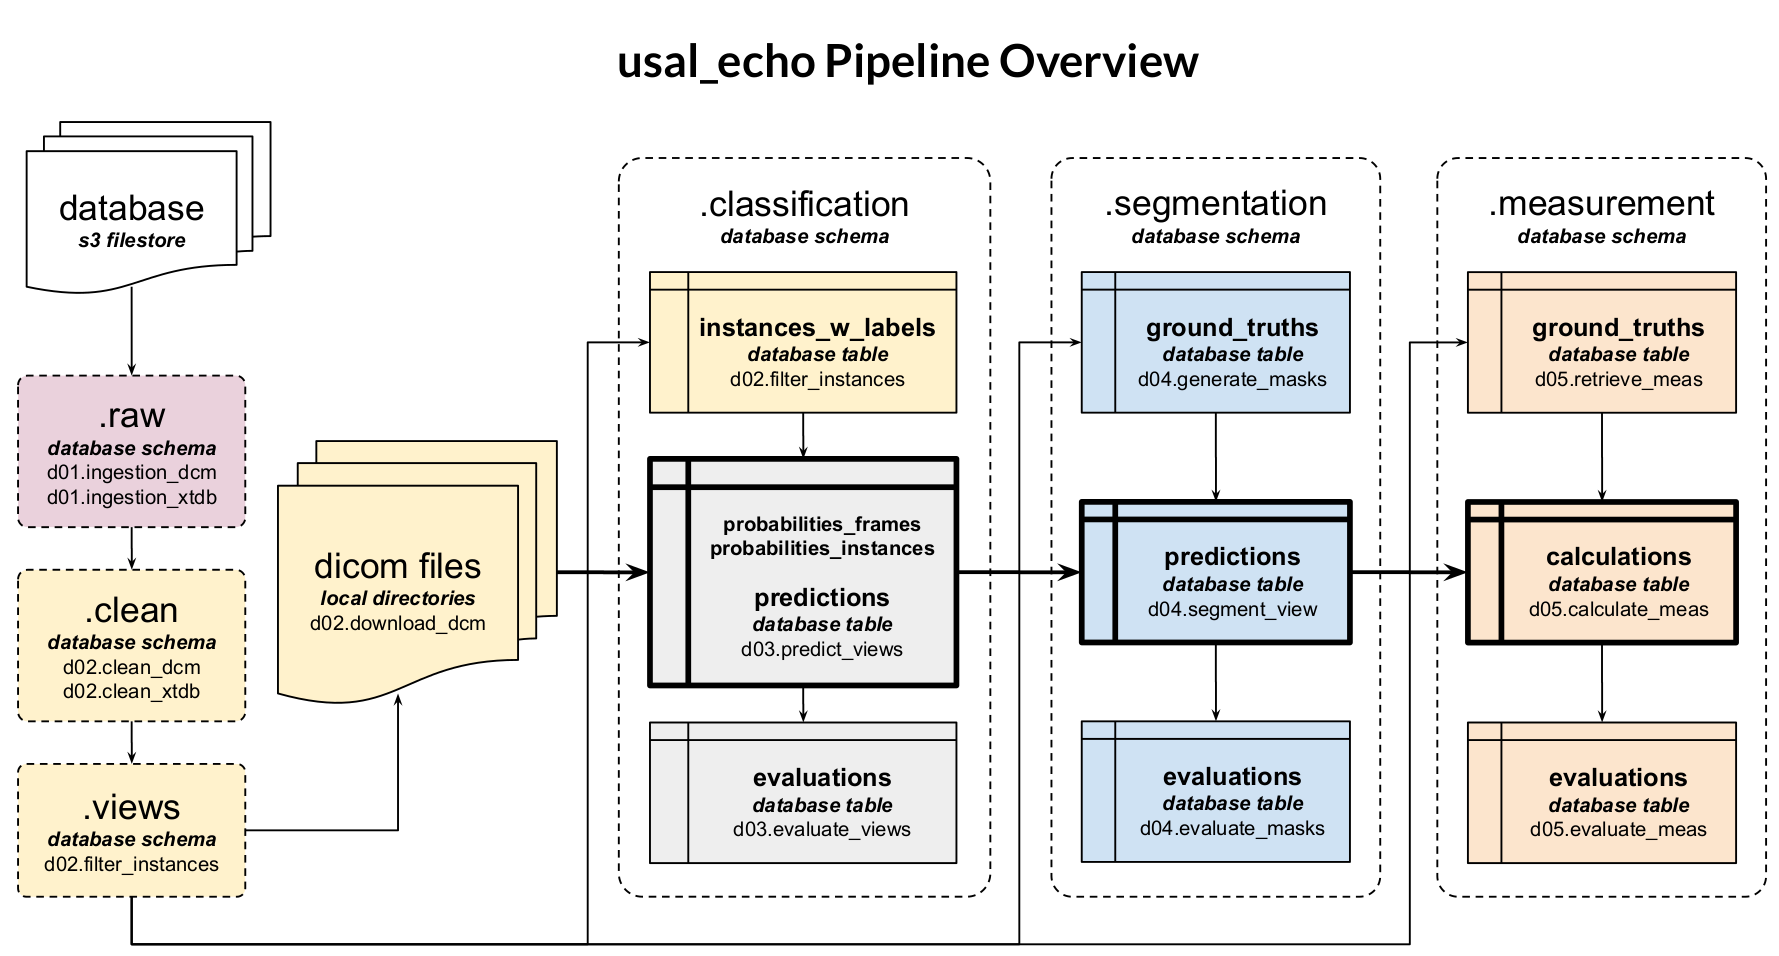 usal_echo Pipeline Overview
database
s3 filestore
.raw
database schema
d01.ingestion_dcm
d01.ingestion_xtdb
.clean
database schema
d02.clean_dcm
d02.clean_xtdb
.views
database schema
d02.filter_instances
dicom files
local directories
d02.download_dcm
.classification
database schema
instances_w_labels
database table
d02.filter_instances
probabilities_frames
probabilities_instances
predictions
database table
d03.predict_views
evaluations
database table
d03.evaluate_views
.segmentation
database schema
ground_truths
database table
d04.generate_masks
predictions
database table
d04.segment_view
evaluations
database table
d04.evaluate_masks
.measurement
database schema
ground_truths
database table
d05.retrieve_meas
calculations
database table
d05.calculate_meas
evaluations
database table
d05.evaluate_meas